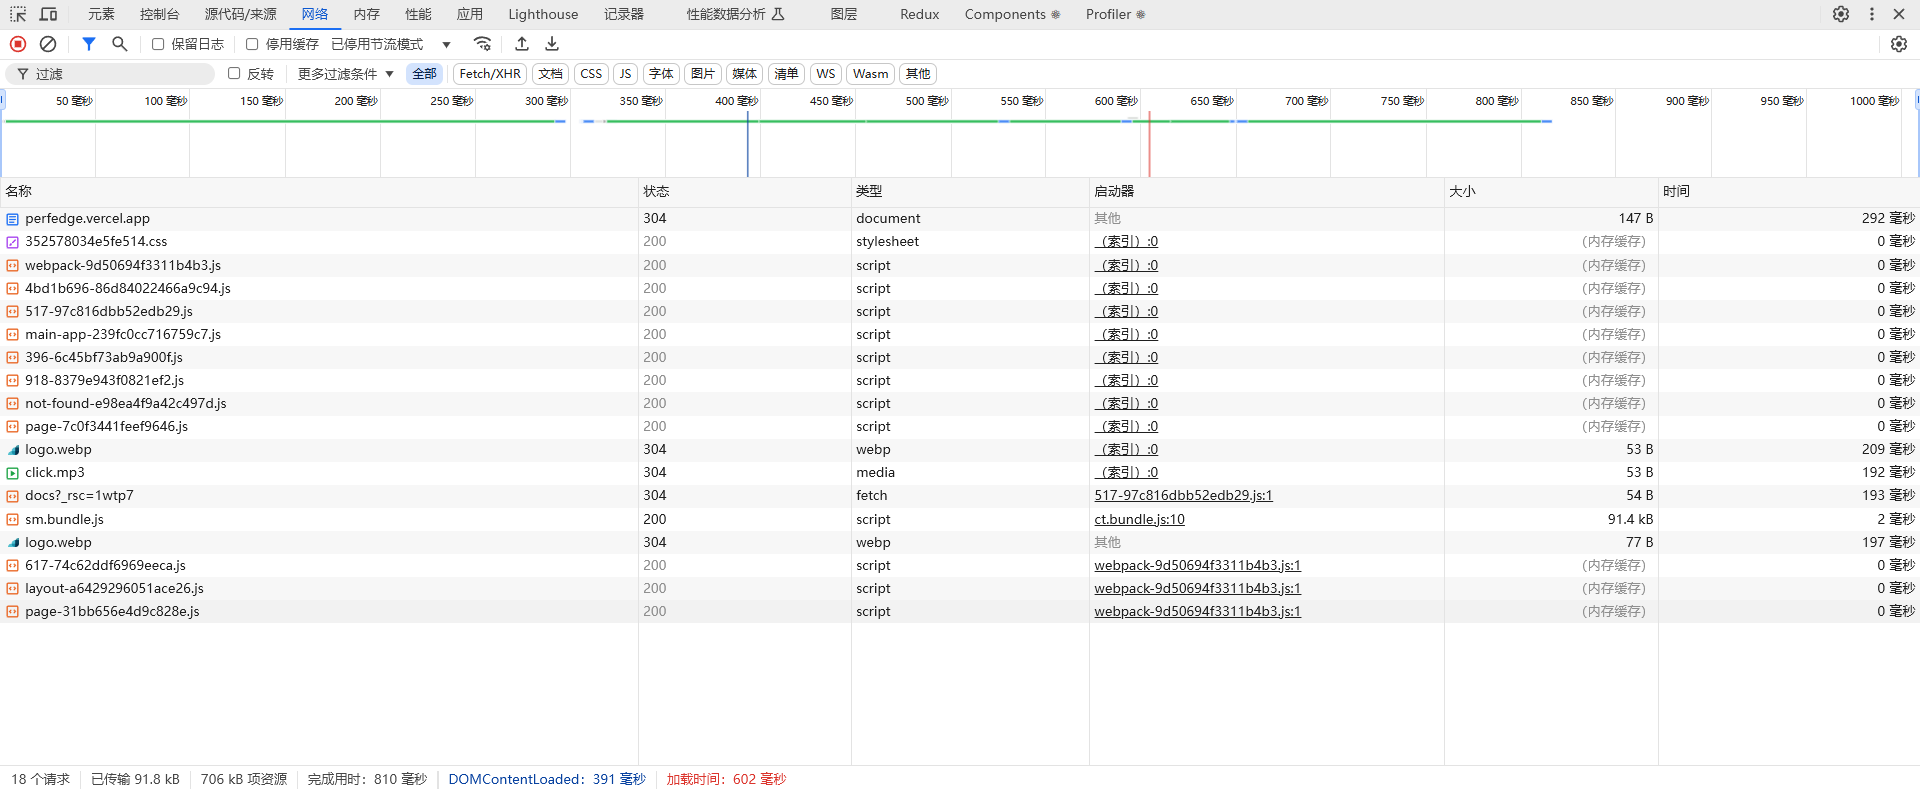 元素 控制台 源代码/来源 网络 内存 性能 应用 Lighthouse 记录器 性能数据分析 图层 Redux Components Profiler
保留日志 停用缓存 已停用节流模式
过滤 反转 更多过滤条件 全部 Fetch/XHR 文档 CSS JS 字体 图片 媒体 清单 WS Wasm 其他
50 毫秒 100 毫秒 150 毫秒 200 毫秒 250 毫秒 300 毫秒 350 毫秒 400 毫秒 450 毫秒 500 毫秒 550 毫秒 600 毫秒 650 毫秒 700 毫秒 750 毫秒 800 毫秒 850 毫秒 900 毫秒 950 毫秒 1000 毫秒
名称 状态 类型 启动器 大小 时间
perfedge.vercel.app 304 document 其他 147 B 292 毫秒
352578034e5fe514.css 200 stylesheet （索引）:0 （内存缓存） 0 毫秒
webpack-9d50694f3311b4b3.js 200 script （索引）:0 （内存缓存） 0 毫秒
4bd1b696-86d84022466a9c94.js 200 script （索引）:0 （内存缓存） 0 毫秒
517-97c816dbb52edb29.js 200 script （索引）:0 （内存缓存） 0 毫秒
main-app-239fc0cc716759c7.js 200 script （索引）:0 （内存缓存） 0 毫秒
396-6c45bf73ab9a900f.js 200 script （索引）:0 （内存缓存） 0 毫秒
918-8379e943f0821ef2.js 200 script （索引）:0 （内存缓存） 0 毫秒
not-found-e98ea4f9a42c497d.js 200 script （索引）:0 （内存缓存） 0 毫秒
page-7c0f3441feef9646.js 200 script （索引）:0 （内存缓存） 0 毫秒
logo.webp 304 webp （索引）:0 53 B 209 毫秒
click.mp3 304 media （索引）:0 53 B 192 毫秒
docs?_rsc=1wtp7 304 fetch 517-97c816dbb52edb29.js:1 54 B 193 毫秒
sm.bundle.js 200 script ct.bundle.js:10 91.4 kB 2 毫秒
logo.webp 304 webp 其他 77 B 197 毫秒
617-74c62ddf6969eeca.js 200 script webpack-9d50694f3311b4b3.js:1 （内存缓存） 0 毫秒
layout-a6429296051ace26.js 200 script webpack-9d50694f3311b4b3.js:1 （内存缓存） 0 毫秒
page-31bb656e4d9c828e.js 200 script webpack-9d50694f3311b4b3.js:1 （内存缓存） 0 毫秒
18 个请求 已传输 91.8 kB 706 kB 项资源 完成用时：810 毫秒 DOMContentLoaded：391 毫秒 加载时间：602 毫秒